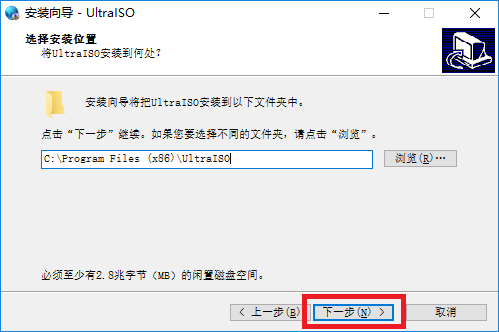 安装向导 - UltraISO
选择安装位置
将UltraISO安装到何处?
安装向导将把UltraISO安装到以下文件夹中。
点击“下一步”继续。如果您要选择不同的文件夹，请点击“浏览”。
C:\Program Files (x86)\UltraISO
浏览(R)…
必须至少有2.8兆字节（MB）的闲置磁盘空间。
< 上一步(B)
下一步(N) >
取消